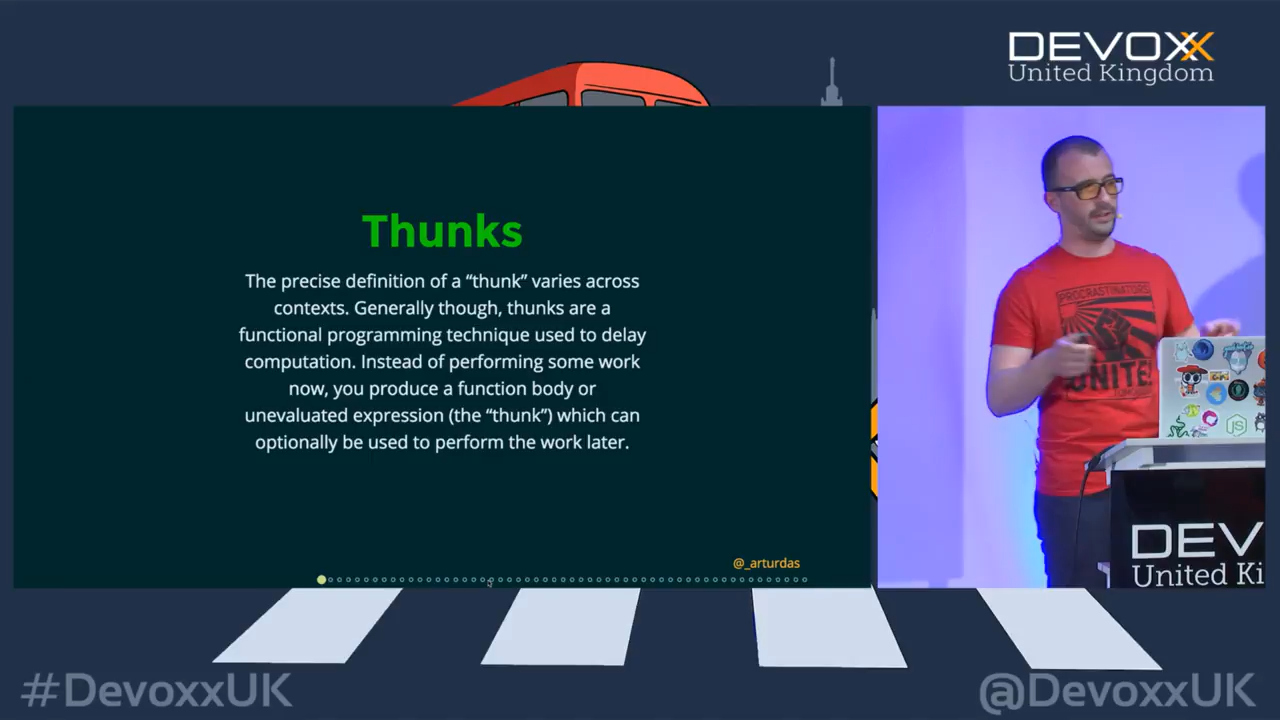 DEVOXX
United Kingdom
Thunks
The precise definition of a “thunk” varies across
contexts. Generally though, thunks are a
functional programming technique used to delay
computation. Instead of performing some work
now, you produce a function body or
unevaluated expression (the “thunk”) which can
optionally be used to perform the work later.
@_arturdas
PROCRASTINATORS
UNITE
JS
DEV
United Ki
#DevoxxUK
@DevoxxUK